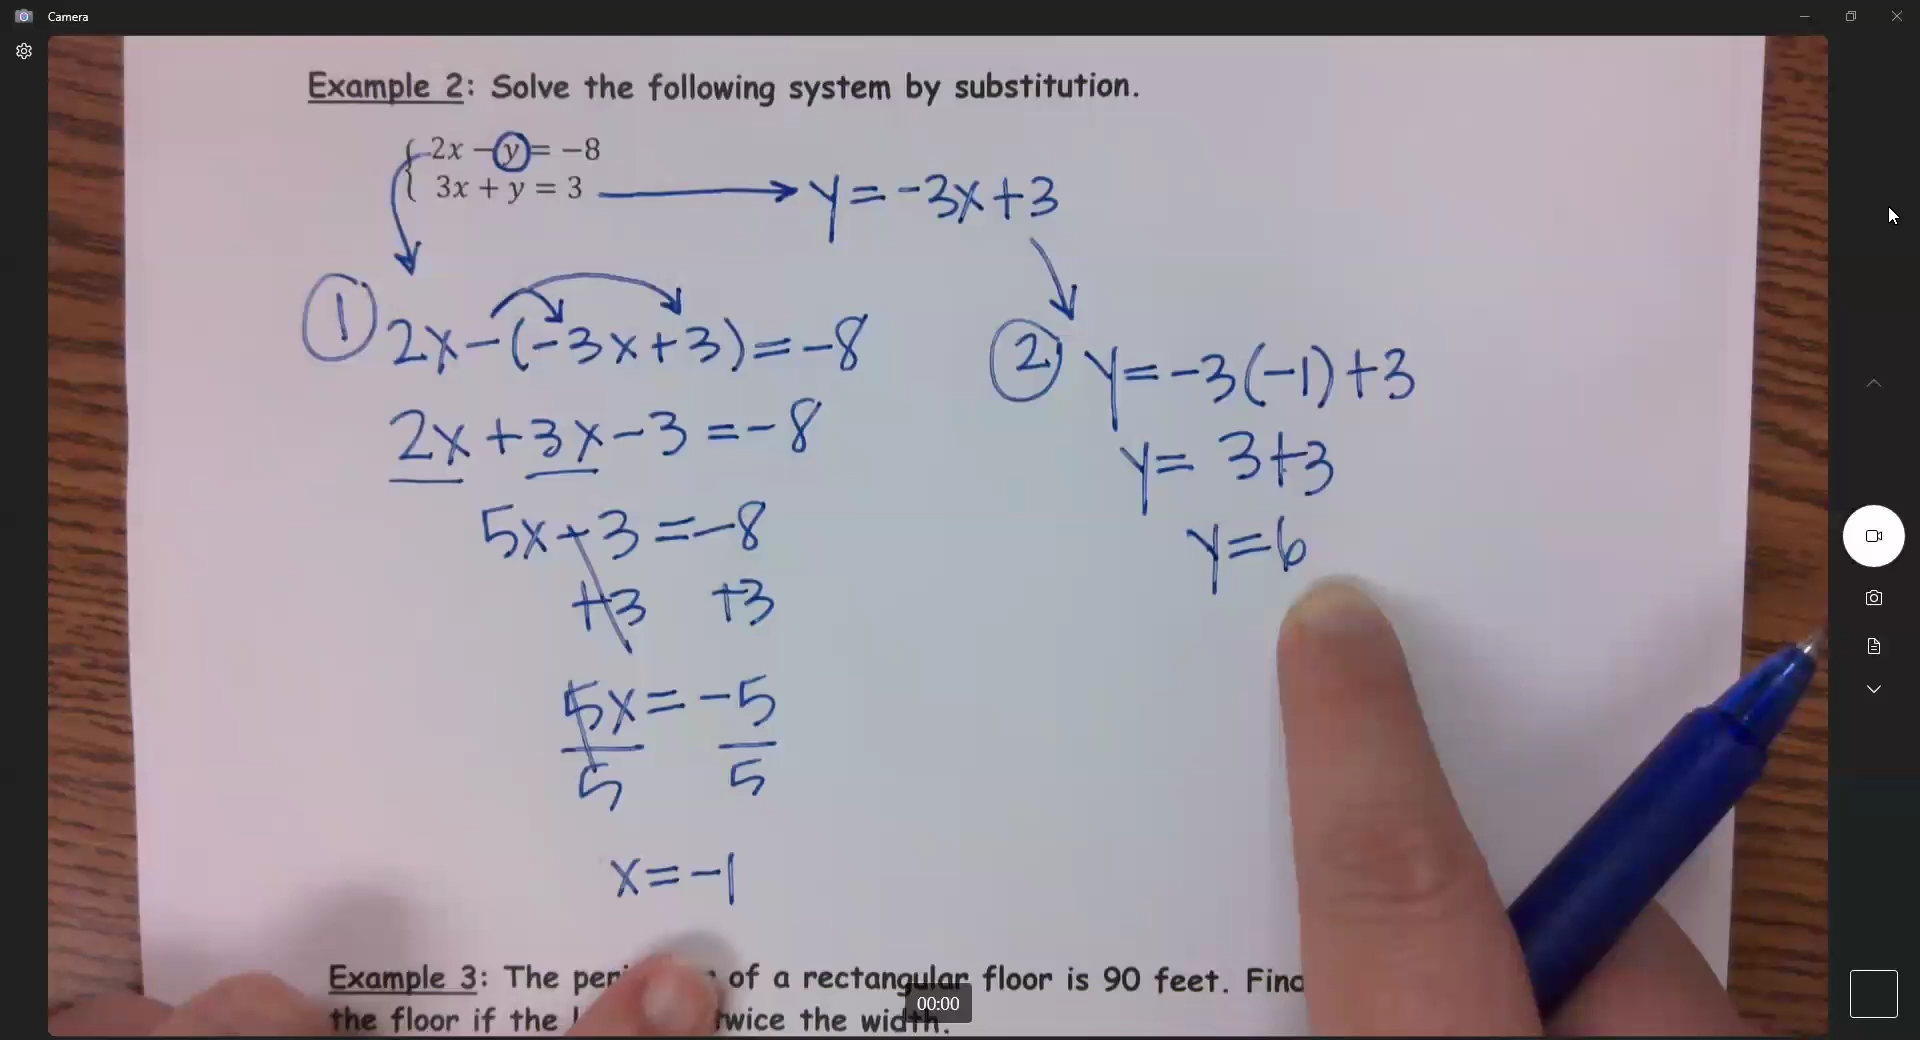 Camera
Example 2: Solve the following system by substitution.
2x − y = −8
3x + y = 3
y = -3x + 3
① 2x - (-3x + 3) = -8
2x + 3x - 3 = -8
5x - 3 = -8
+3 +3
5x = -5
5 5
x = -1
② y = -3(-1) + 3
y = 3 + 3
y = 6
Example 3: The of a rectangular floor is 90 feet.
the floor if the twice the width.
00:00